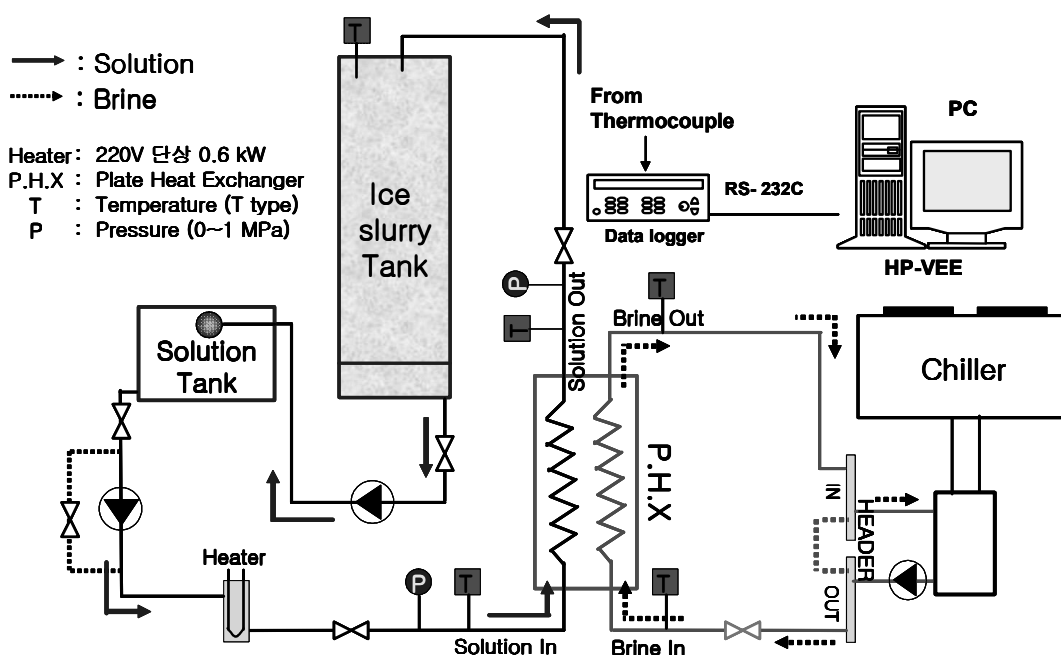 : Solution
: Brine
Heater: 220V 단상 0.6 kW
P.H.X : Plate Heat Exchanger
T : Temperature (T type)
P : Pressure (0~1 MPa)
T
Ice
slurry
Tank
From
Thermocouple
RS- 232C
Data logger
PC
HP-VEE
Solution
Tank
P
T
Solution Out
T
Brine Out
Chiller
P.H.X
IN
HEADER
OUT
Heater
P
T
Solution In
T
Brine In